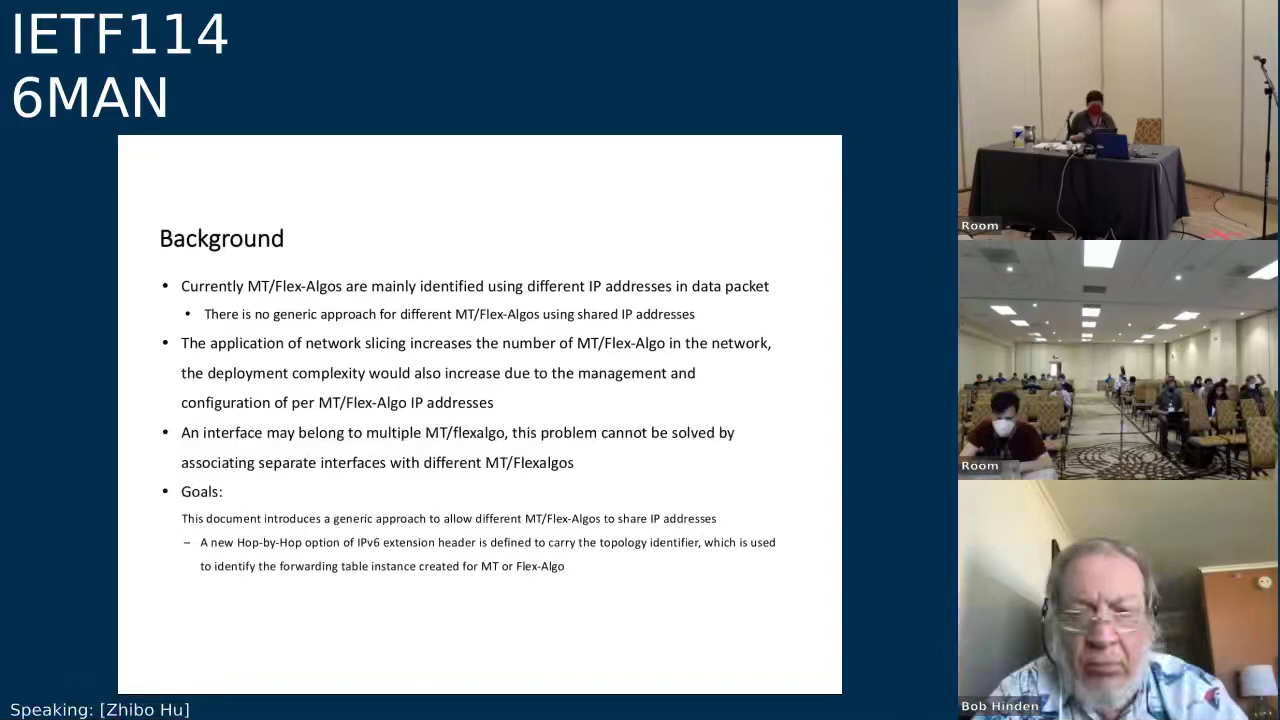 IETF114
6MAN
Background
• Currently MT/Flex-Algos are mainly identified using different IP addresses in data packet
• There is no generic approach for different MT/Flex-Algos using shared IP addresses
• The application of network slicing increases the number of MT/Flex-Algo in the network,
the deployment complexity would also increase due to the management and
configuration of per MT/Flex-Algo IP addresses
• An interface may belong to multiple MT/flexalgo, this problem cannot be solved by
associating separate interfaces with different MT/Flexalgos
• Goals:
This document introduces a generic approach to allow different MT/Flex-Algos to share IP addresses
– A new Hop-by-Hop option of IPv6 extension header is defined to carry the topology identifier, which is used
to identify the forwarding table instance created for MT or Flex-Algo
Speaking: [Zhibo Hu]
Room
Room
Bob Hinden